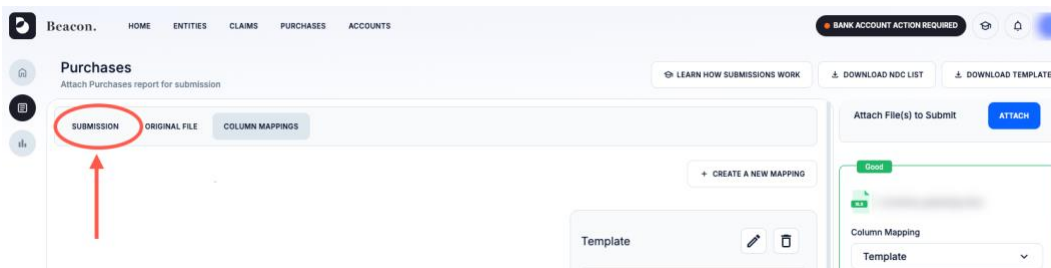 Beacon. HOME ENTITIES CLAIMS PURCHASES ACCOUNTS BANK ACCOUNT ACTION REQUIRED
Purchases
Attach Purchases report for submission
LEARN HOW SUBMISSIONS WORK DOWNLOAD NDC LIST DOWNLOAD TEMPLATE
SUBMISSION ORIGINAL FILE COLUMN MAPPINGS
Attach File(s) to Submit ATTACH
+ CREATE A NEW MAPPING
Good
XLS
Template
Column Mapping
Template